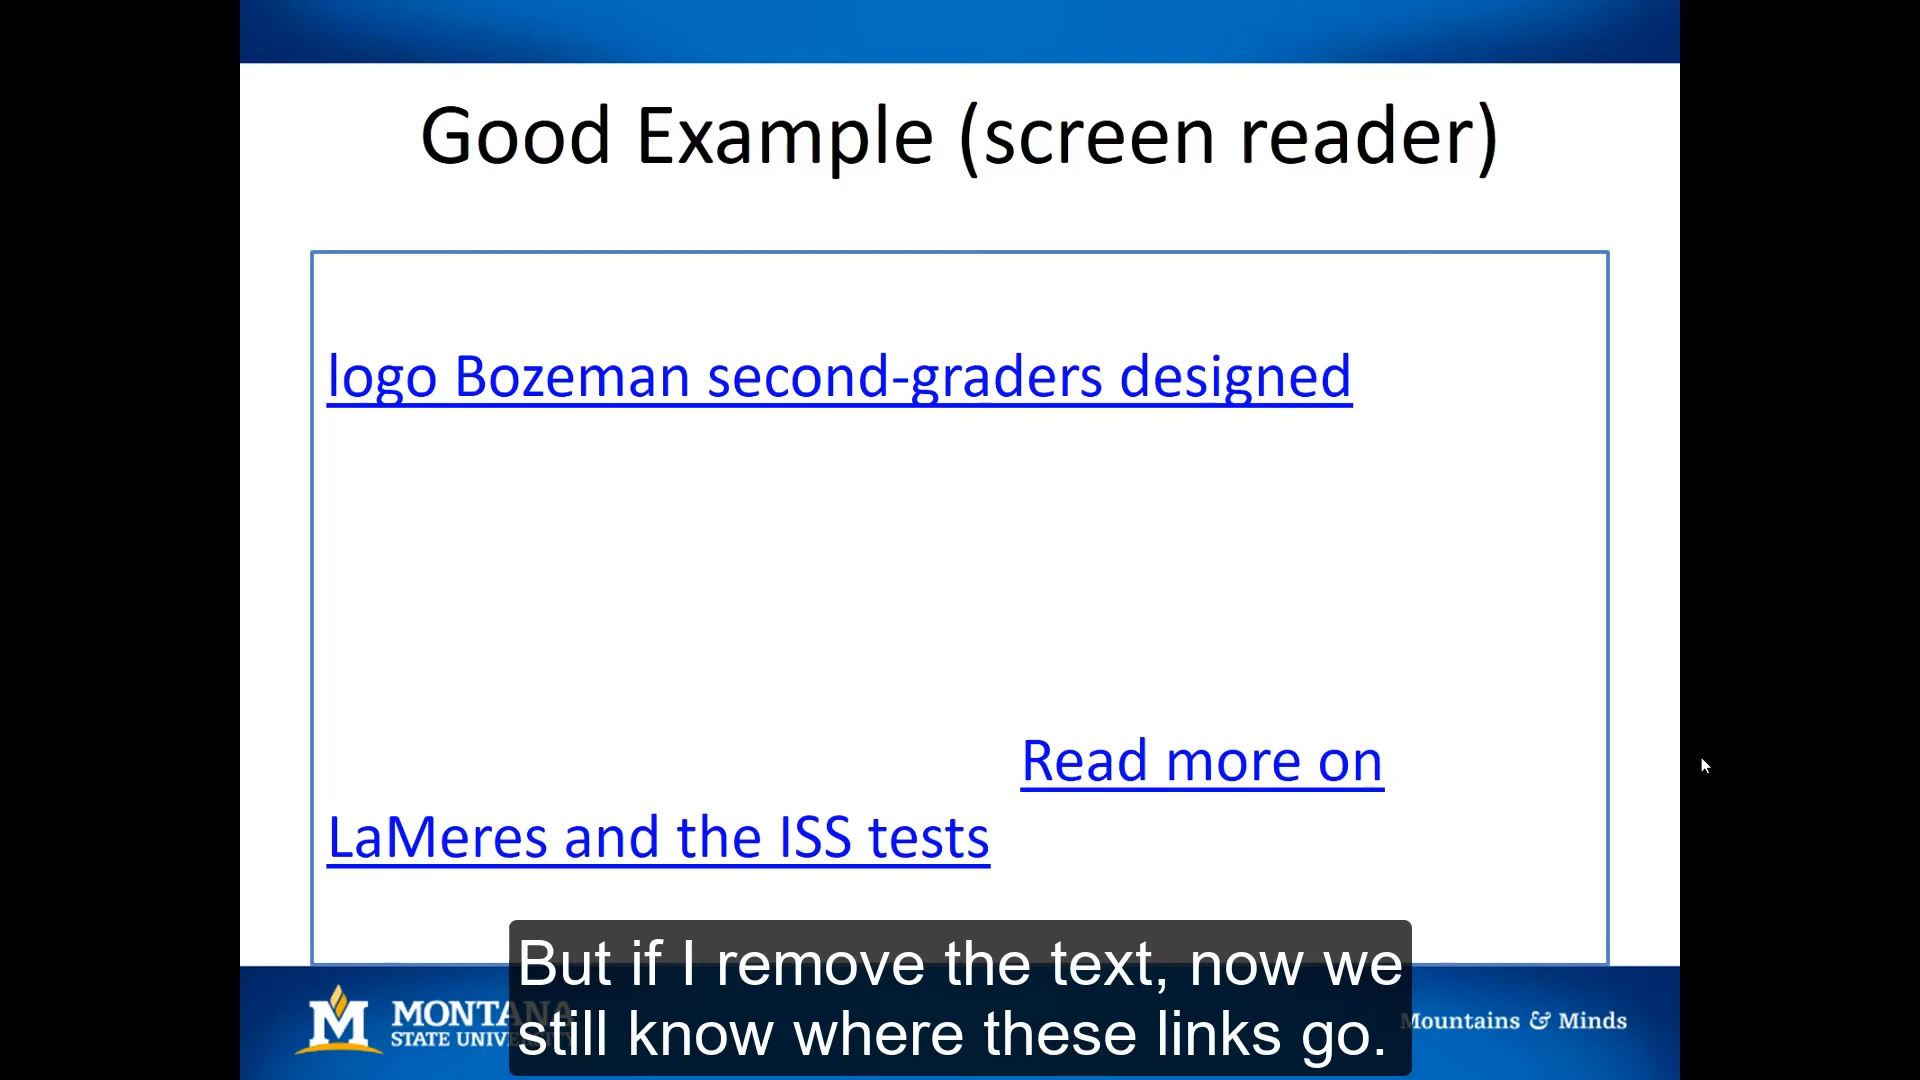 Good Example (screen reader)
logo Bozeman second-graders designed
Read more on
LaMeres and the ISS tests
But if I remove the text, now we
still know where these links go.
M MONTANA
STATE UNIV
Mountains & Minds